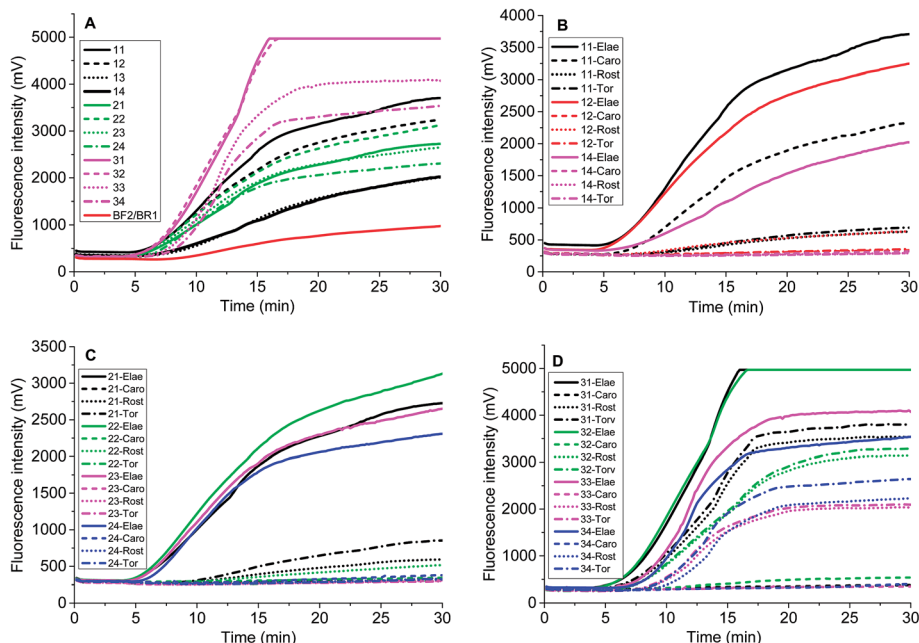 A
Fluorescence intensity (mV)
5000
4000
3000
2000
1000
0
11
12
13
14
21
22
23
24
31
32
33
34
BF2/BR1
0 5 10 15 20 25 30
Time (min)
B
Fluorescence intensity (mV)
4000
3500
3000
2500
2000
1500
1000
500
0
11-Elae
11-Caro
11-Rost
11-Tor
12-Elae
12-Caro
12-Rost
12-Tor
14-Elae
14-Caro
14-Rost
14-Tor
0 5 10 15 20 25 30
Time (min)
C
Fluorescence intensity (mV)
3500
3000
2500
2000
1500
1000
500
0
21-Elae
21-Caro
21-Rost
21-Tor
22-Elae
22-Caro
22-Rost
22-Tor
23-Elae
23-Caro
23-Rost
23-Tor
24-Elae
24-Caro
24-Rost
24-Tor
0 5 10 15 20 25 30
Time (min)
D
Fluorescence intensity (mV)
5000
4000
3000
2000
1000
0
31-Elae
31-Caro
31-Rost
31-Torv
32-Elae
32-Caro
32-Rost
32-Torv
33-Elae
33-Caro
33-Rost
33-Tor
34-Elae
34-Caro
34-Rost
34-Tor
0 5 10 15 20 25 30
Time (min)